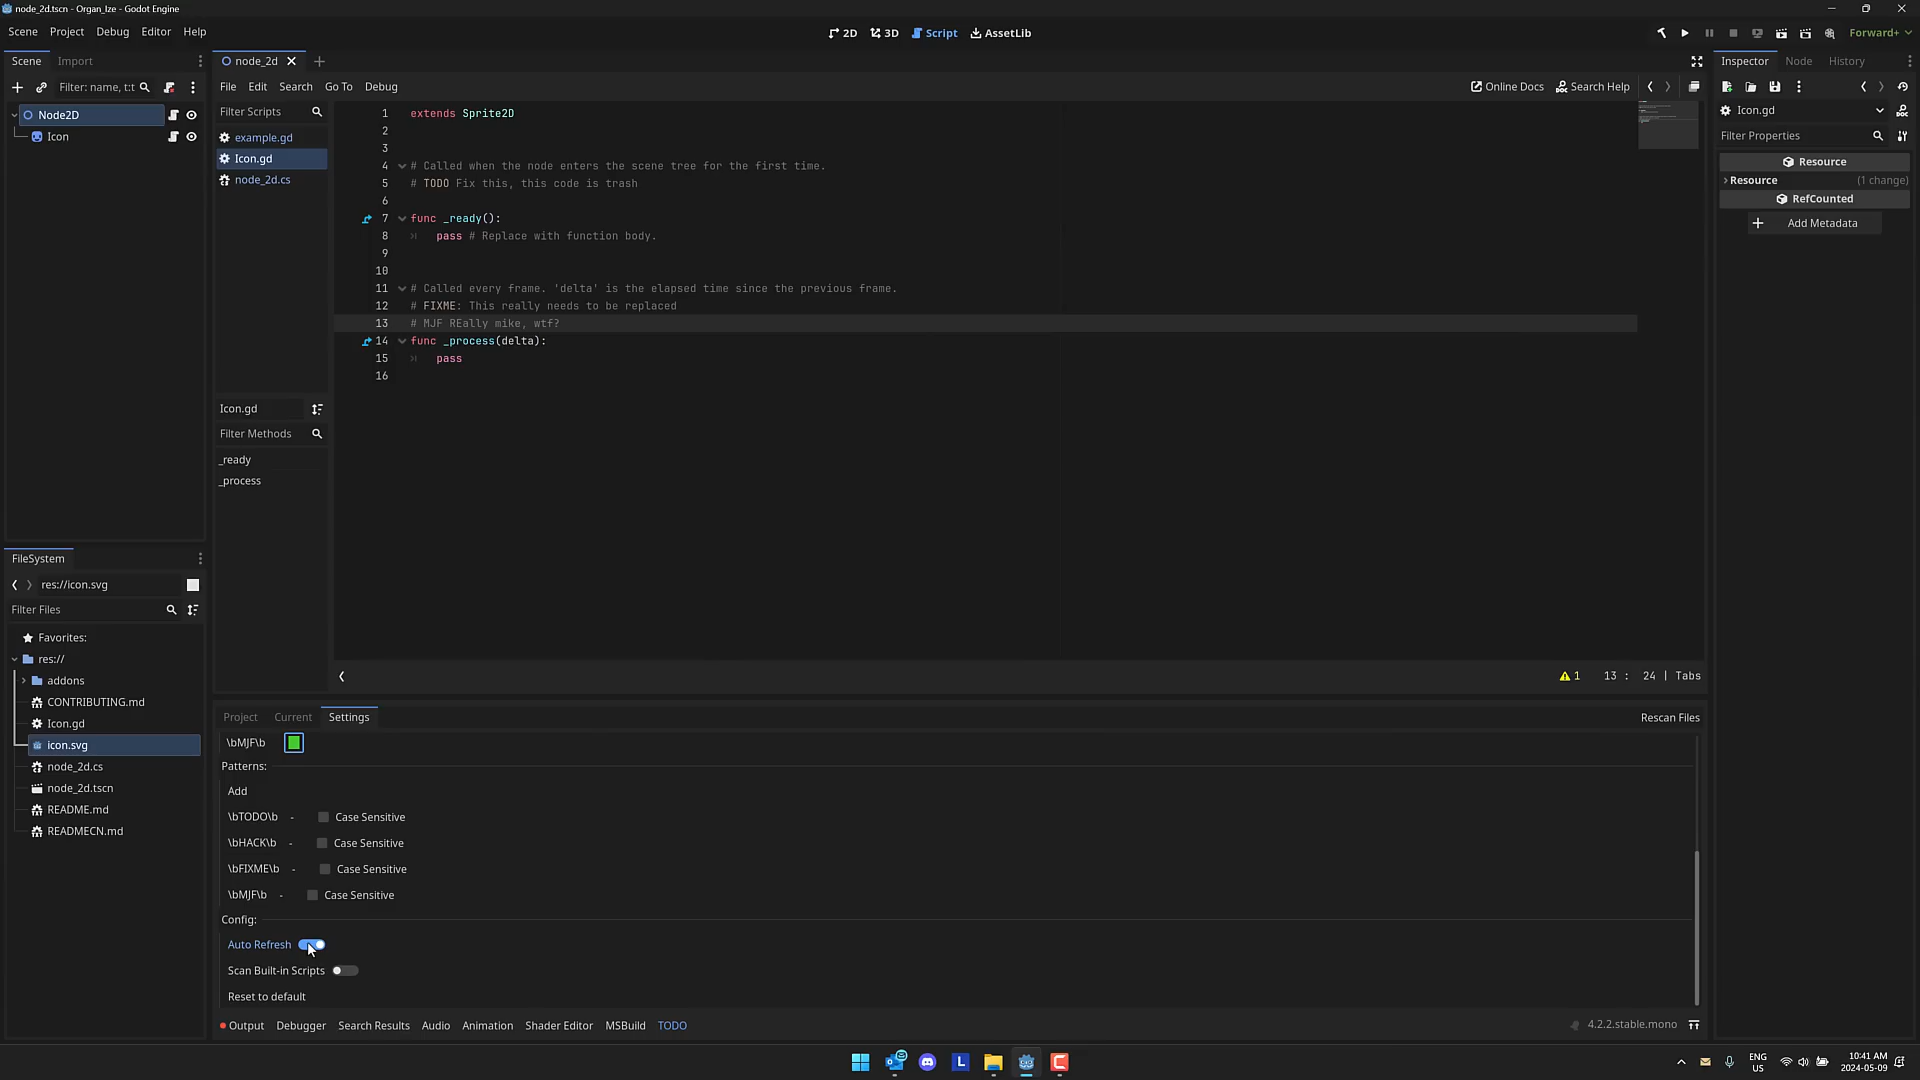 node_2d.tscn - Organ_Ize - Godot Engine
Scene Project Debug Editor Help
2D 3D Script AssetLib
Forward+
Scene Import
node_2d
Inspector Node History
Filter: name, t:t
File Edit Search Go To Debug
Online Docs Search Help
Node2D
Icon
Filter Scripts
example.gd
Icon.gd
node_2d.cs
1 extends Sprite2D
2
3
4 # Called when the node enters the scene tree for the first time.
5 # TODO Fix this, this code is trash
6
7 func _ready():
8 pass # Replace with function body.
9
10
11 # Called every frame. 'delta' is the elapsed time since the previous frame.
12 # FIXME: This really needs to be replaced
13 # MJF REally mike, wtf?
14 func _process(delta):
15 pass
16
Icon.gd
Filter Methods
_ready
_process
1 13 : 24 | Tabs
Icon.gd
Filter Properties
Resource
Resource (1 change)
RefCounted
Add Metadata
FileSystem
res://icon.svg
Filter Files
Favorites:
res://
addons
CONTRIBUTING.md
Icon.gd
icon.svg
node_2d.cs
node_2d.tscn
README.md
READMECN.md
Project Current Settings
Rescan Files
\bMJF\b
Patterns:
Add
\bTODO\b - Case Sensitive
\bHACK\b - Case Sensitive
\bFIXME\b - Case Sensitive
\bMJF\b - Case Sensitive
Config:
Auto Refresh
Scan Built-in Scripts
Reset to default
Output Debugger Search Results Audio Animation Shader Editor MSBuild TODO
4.2.2.stable.mono
L
ENG
US
10:41 AM
2024-05-09